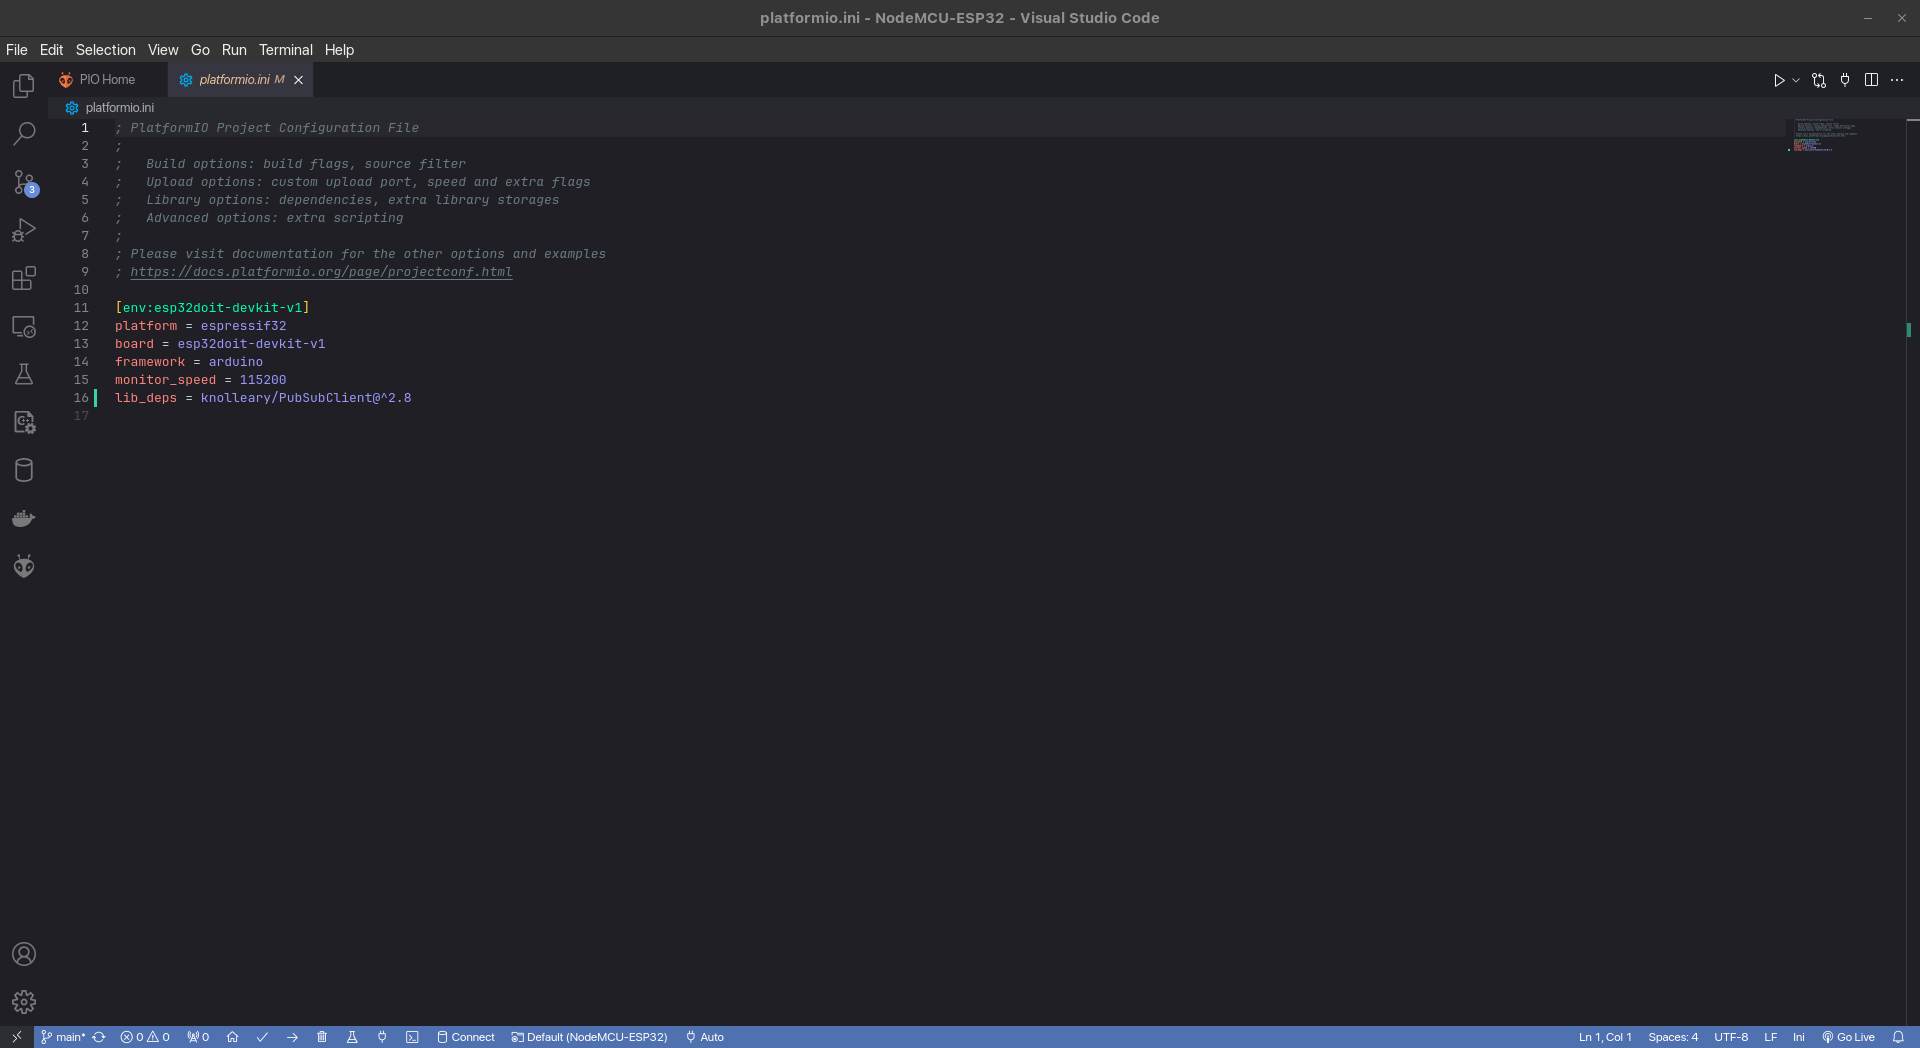 platformio.ini - NodeMCU-ESP32 - Visual Studio Code
File Edit Selection View Go Run Terminal Help
PIO Home platformio.ini M
platformio.ini
1 ; PlatformIO Project Configuration File
2 ;
3 ;   Build options: build flags, source filter
4 ;   Upload options: custom upload port, speed and extra flags
5 ;   Library options: dependencies, extra library storages
6 ;   Advanced options: extra scripting
7 ;
8 ; Please visit documentation for the other options and examples
9 ; https://docs.platformio.org/page/projectconf.html
10
11 [env:esp32doit-devkit-v1]
12 platform = espressif32
13 board = esp32doit-devkit-v1
14 framework = arduino
15 monitor_speed = 115200
16 lib_deps = knolleary/PubSubClient@^2.8
17
3
main* 0 0 0 Connect Default (NodeMCU-ESP32) Auto Ln 1, Col 1 Spaces: 4 UTF-8 LF Ini Go Live